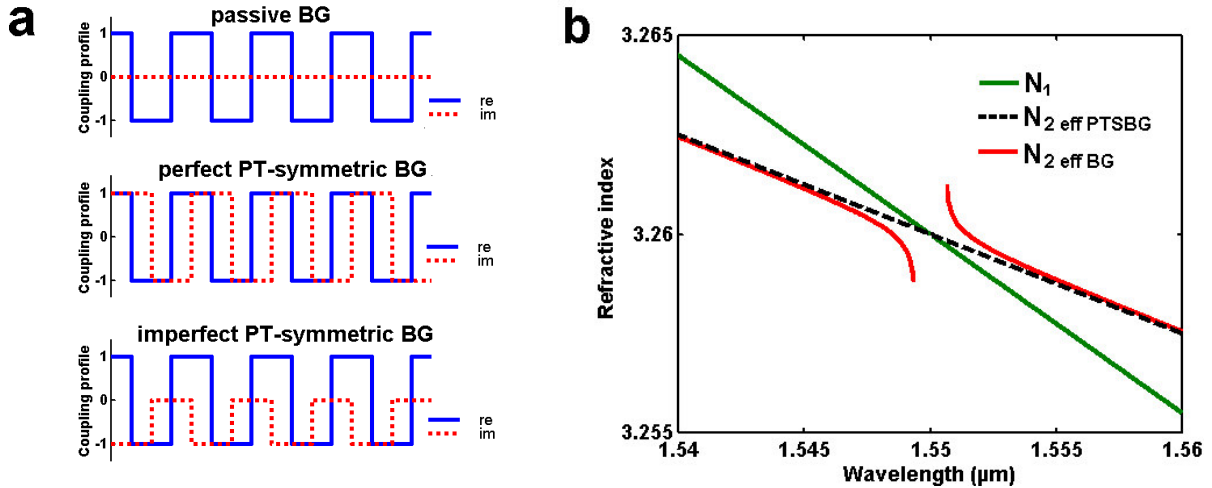 a
passive BG
Coupling profile
1
0
-1
re
im
perfect PT-symmetric BG
Coupling profile
1
0
-1
re
im
imperfect PT-symmetric BG
Coupling profile
1
0
-1
re
im
b
Refractive index
3.265
3.26
3.255
N1
N2 eff PTSBG
N2 eff BG
1.54
1.545
1.55
1.555
1.56
Wavelength (µm)